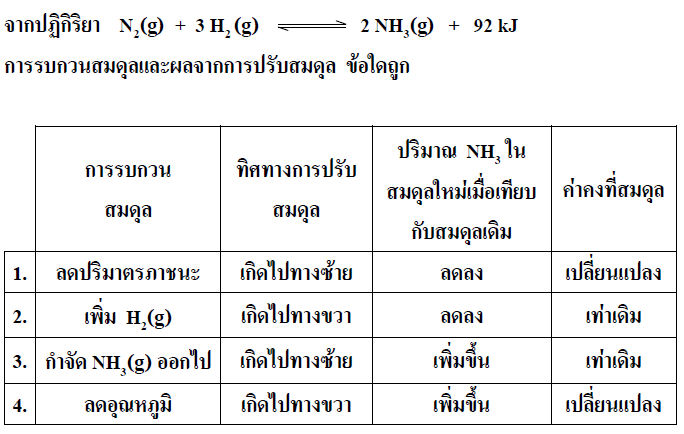 จากปฏิกิริยา N₂(g) + 3 H₂ (g) ⇌ 2 NH₃(g) + 92 kJ
การรบกวนสมดุลและผลจากการปรับสมดุล ข้อใดถูก
การรบกวน
สมดุล
ทิศทางการปรับ
สมดุล
ปริมาณ NH₃ ใน
สมดุลใหม่เมื่อเทียบ
กับสมดุลเดิม
ค่าคงที่สมดุล
1. ลดปริมาตรภาชนะ เกิดไปทางซ้าย ลดลง เปลี่ยนแปลง
2. เพิ่ม H₂(g) เกิดไปทางขวา ลดลง เท่าเดิม
3. กำจัด NH₃(g) ออกไป เกิดไปทางซ้าย เพิ่มขึ้น เท่าเดิม
4. ลดอุณหภูมิ เกิดไปทางขวา เพิ่มขึ้น เปลี่ยนแปลง